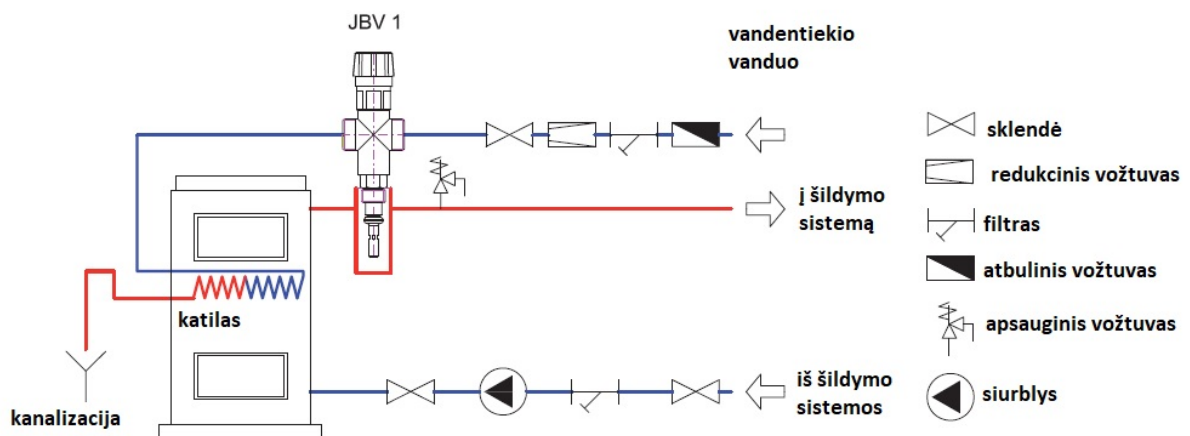 JBV 1
vandentiekio
vanduo
į šildymo
sistemą
katilas
kanalizacija
iš šildymo
sistemos
sklendė
redukcinis vožtuvas
filtras
atbulinis vožtuvas
apsauginis vožtuvas
siurblys